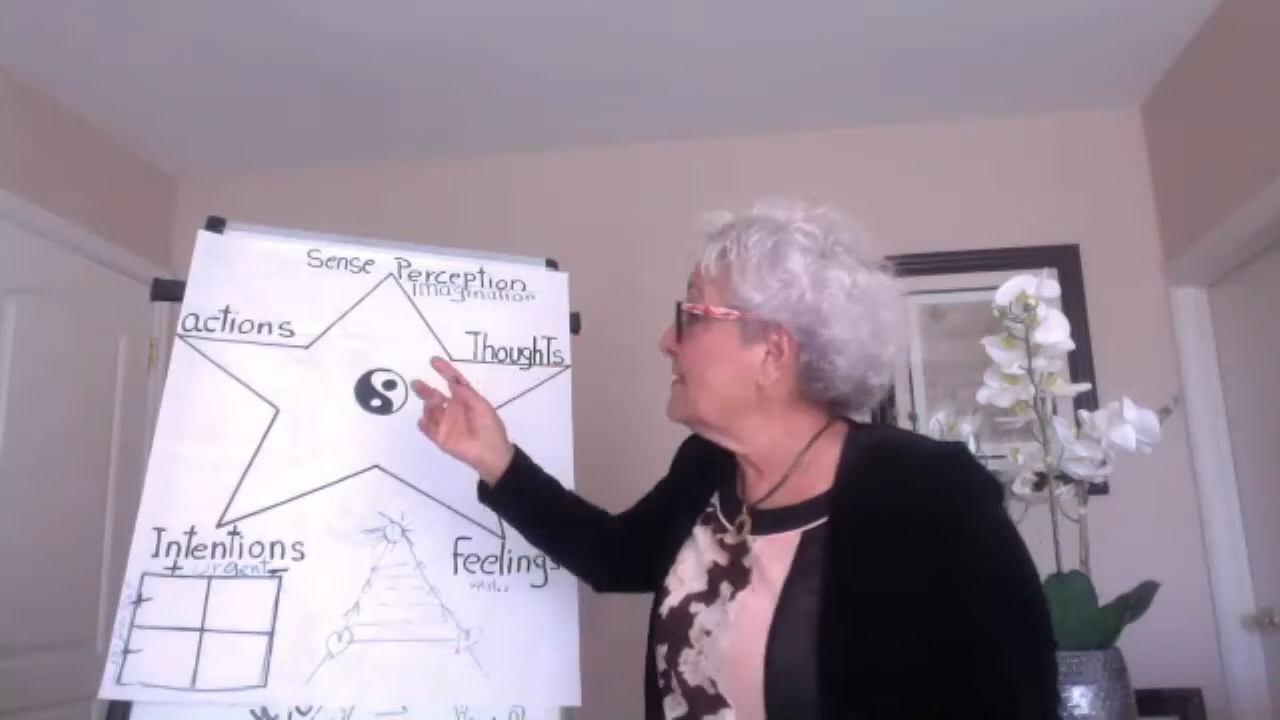 Sense Perception
Imagination
actions
Thoughts
Intentions
feelings
+ urgent -
+
-